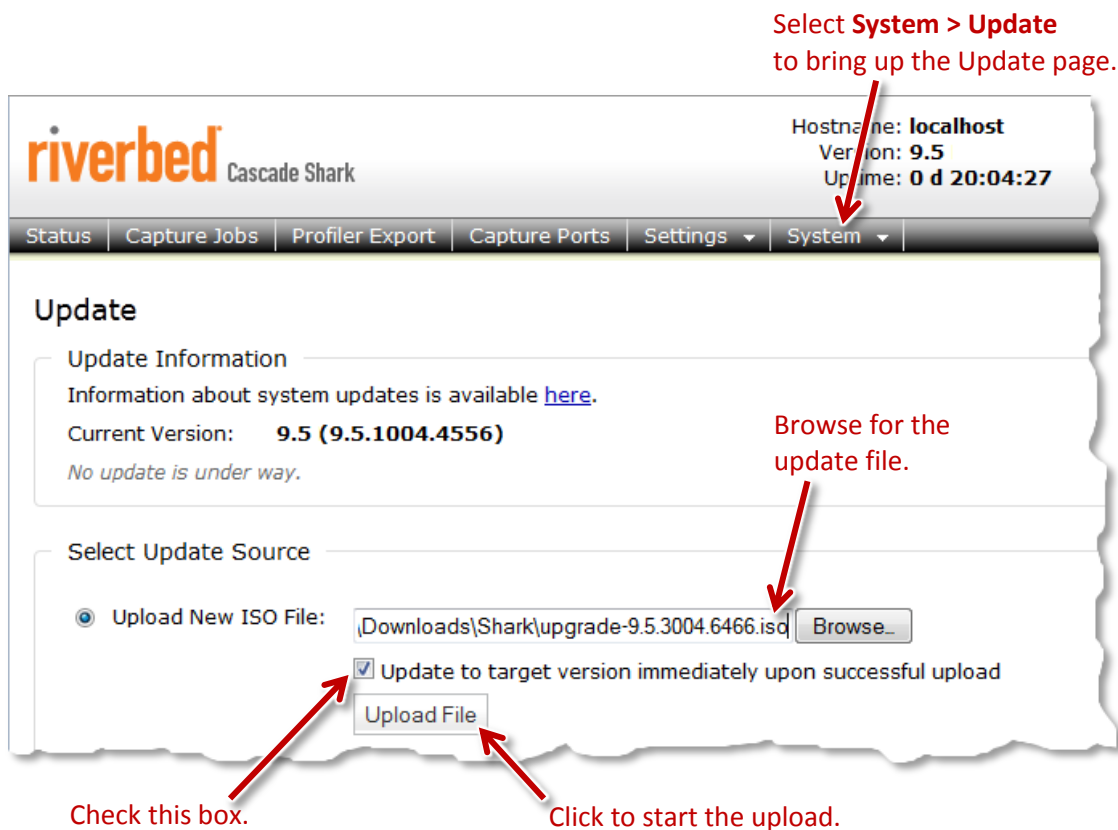 Select System > Update
to bring up the Update page.
riverbed Cascade Shark
Hostname: localhost
Version: 9.5
Uptime: 0 d 20:04:27
Status Capture Jobs Profiler Export Capture Ports Settings System
Update
Update Information
Information about system updates is available here.
Current Version: 9.5 (9.5.1004.4556)
No update is under way.
Browse for the
update file.
Select Update Source
Upload New ISO File: \Downloads\Shark\upgrade-9.5.3004.6466.iso Browse...
Update to target version immediately upon successful upload
Upload File
Check this box.
Click to start the upload.